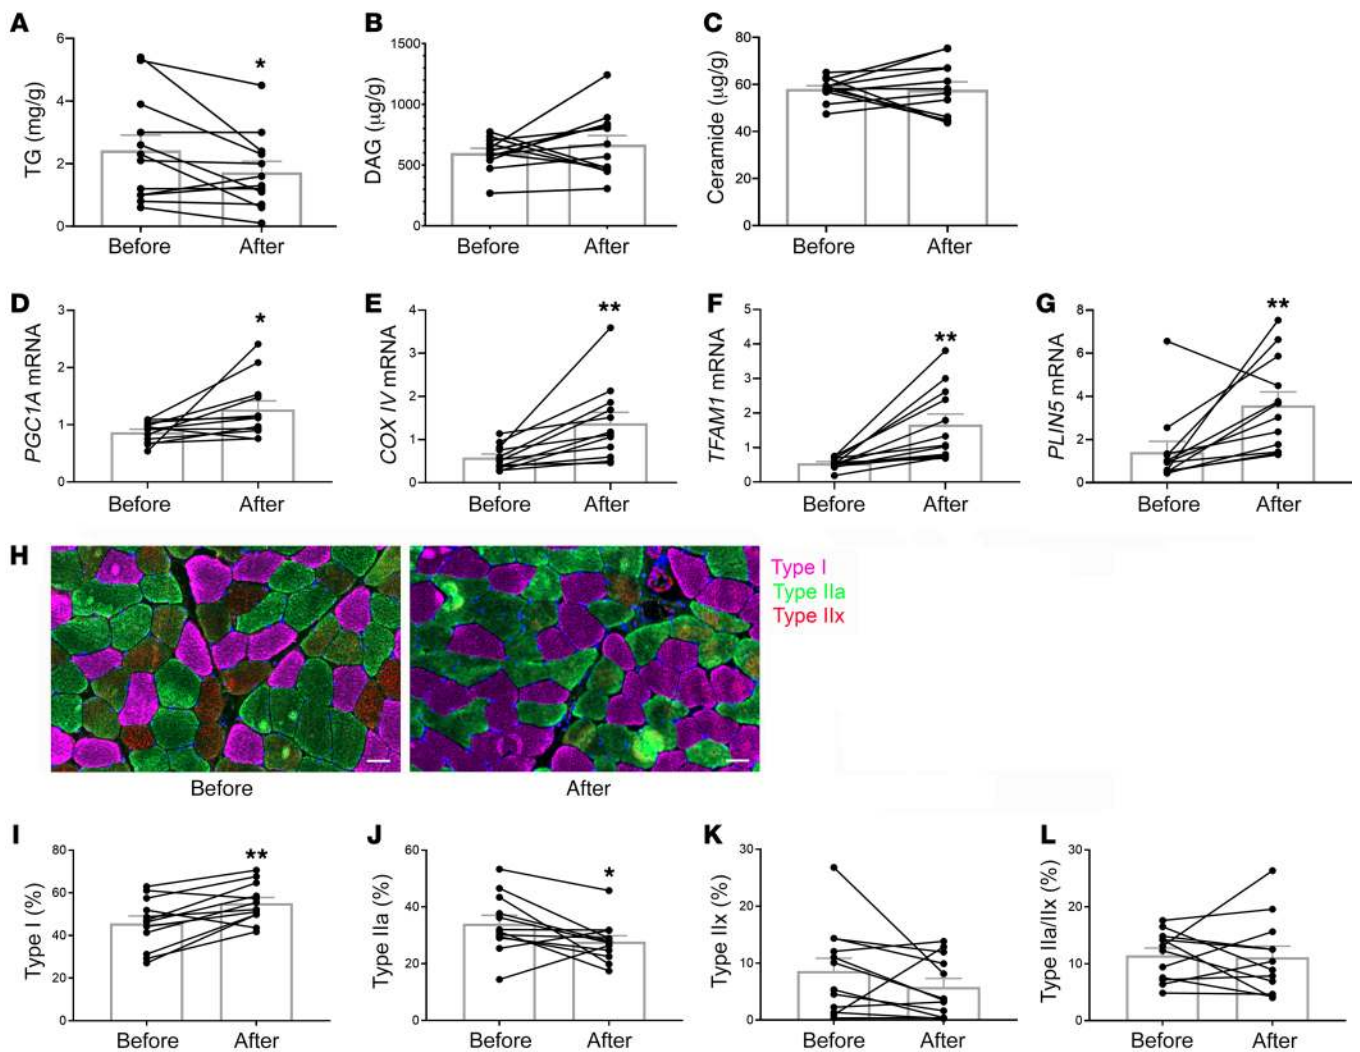 A
TG (mg/g)
6
4
2
0
*
Before
After
B
DAG (μg/g)
1500
1000
500
0
Before
After
C
Ceramide (μg/g)
80
60
40
20
0
Before
After
D
PGC1A mRNA
3
2
1
0
*
Before
After
E
COX IV mRNA
4
3
2
1
0
**
Before
After
F
TFAM1 mRNA
5
4
3
2
1
0
**
Before
After
G
PLIN5 mRNA
8
6
4
2
0
**
Before
After
H
Type I
Type IIa
Type IIx
Before
After
I
Type I (%)
80
60
40
20
0
**
Before
After
J
Type IIa (%)
60
40
20
0
*
Before
After
K
Type IIx (%)
30
20
10
0
Before
After
L
Type IIa/IIx (%)
30
20
10
0
Before
After